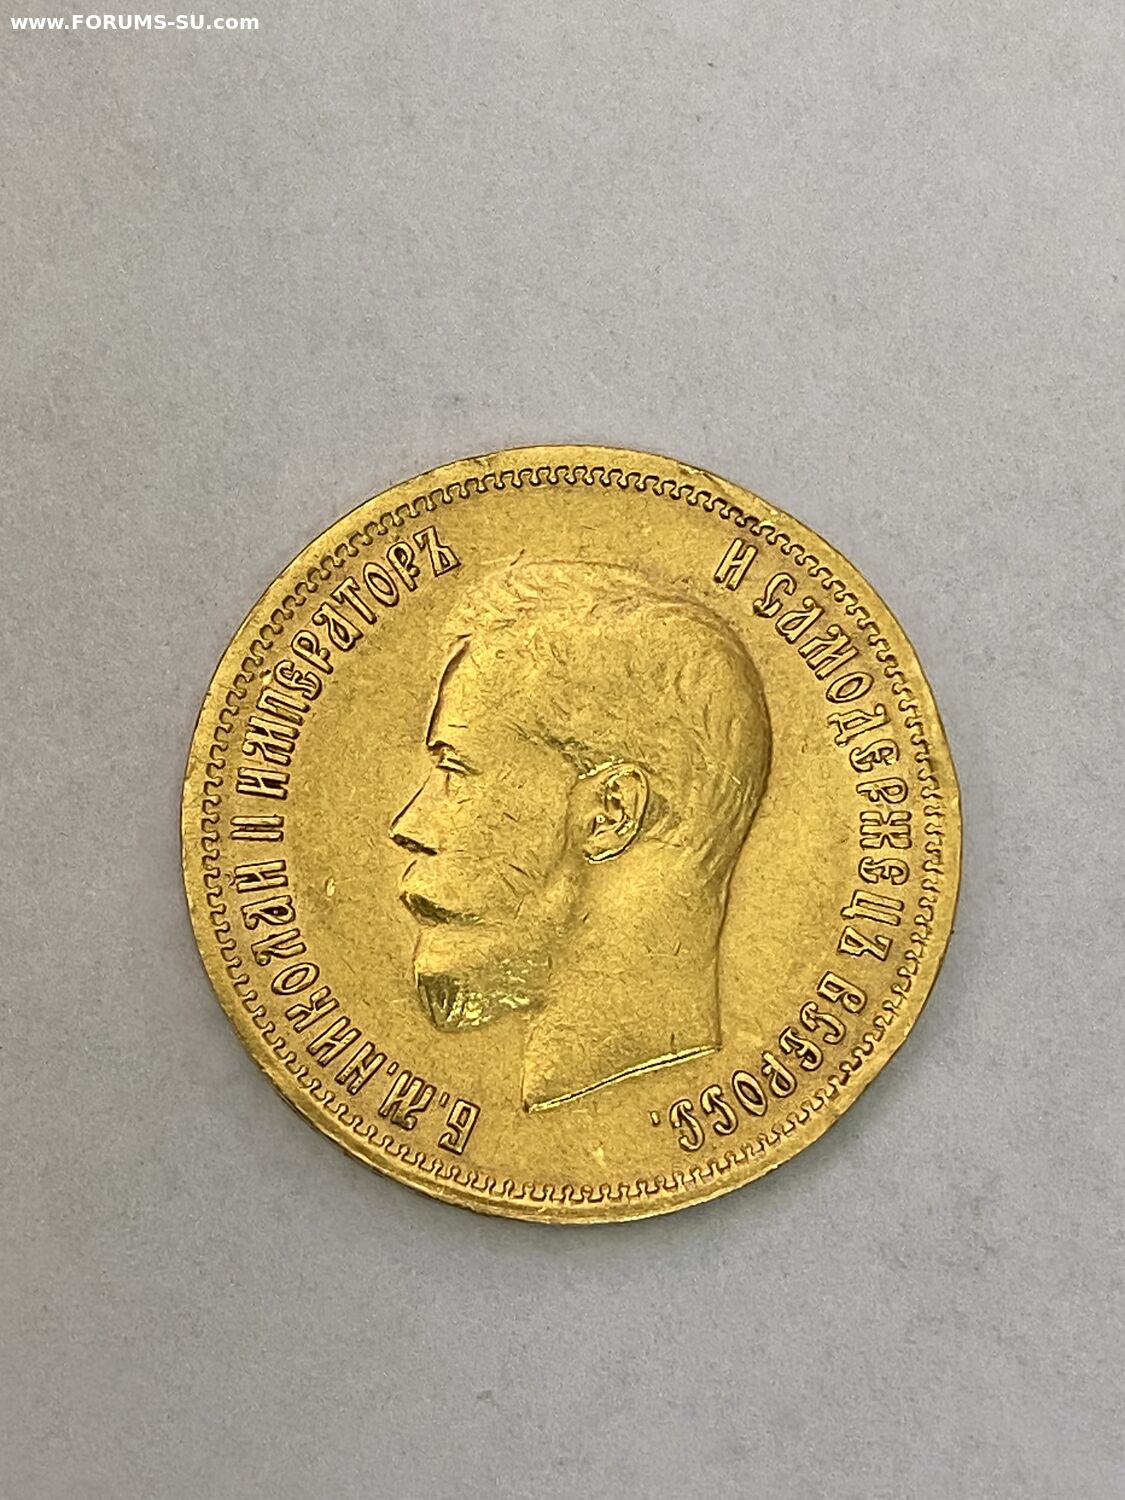 www.FORUMS-SU.com
Б.М.НИКОЛАЙ II ИМПЕРАТОРЪ
И САМОДЕРЖЕЦЪ ВСЕРОСС.